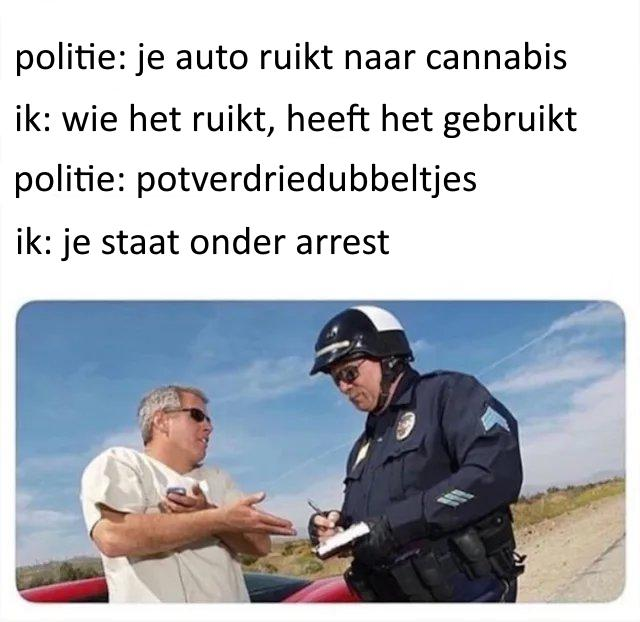 politie: je auto ruikt naar cannabis
ik: wie het ruikt, heeft het gebruikt
politie: potverdriedubbeltjes
ik: je staat onder arrest